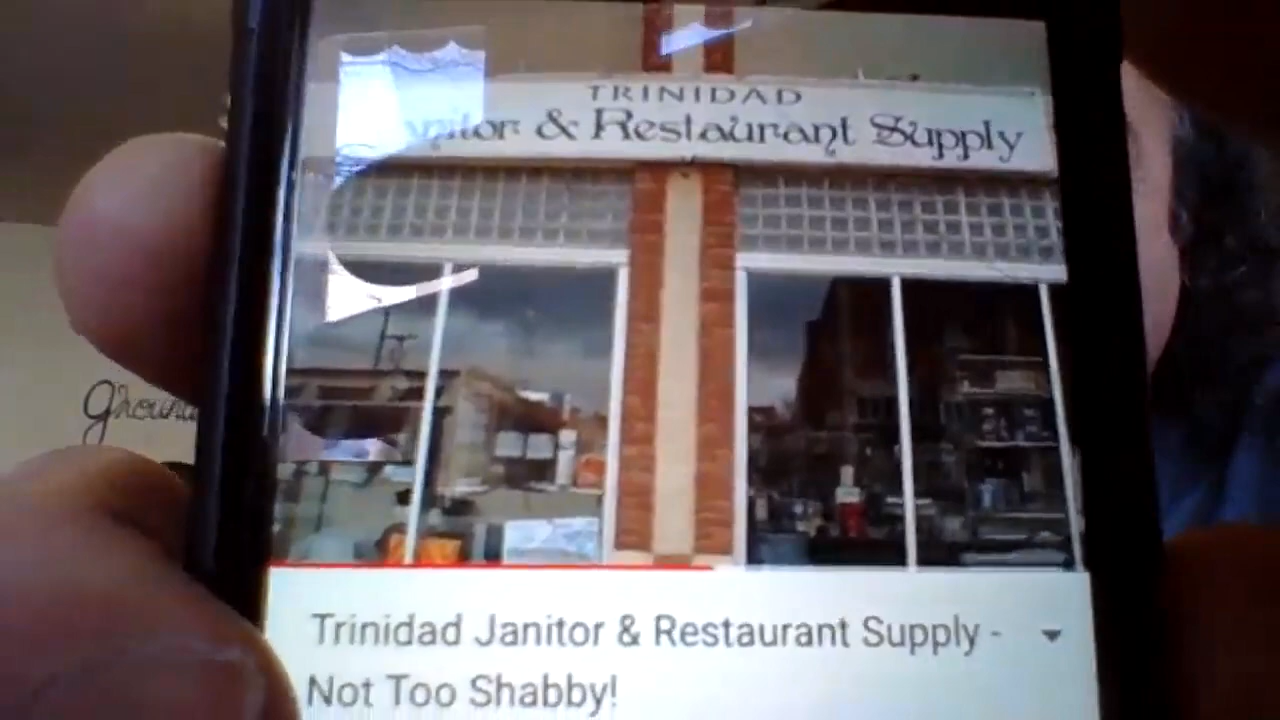 TRINIDAD
Janitor & Restaurant Supply
Trinidad Janitor & Restaurant Supply -
Not Too Shabby!